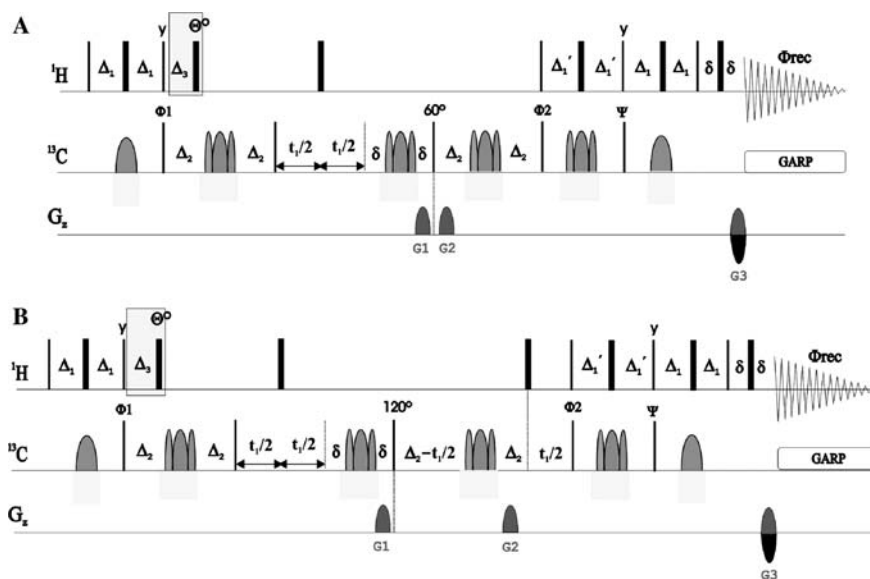 A
y Θ° y
¹H Δ₁ Δ₁ Δ₃ Δ₁´ Δ₁´ Δ₁ Δ₁ δ δ Φrec
Φ1 60° Φ2 Ψ
¹³C Δ₂ Δ₂ t₁/2 t₁/2 δ δ Δ₂ Δ₂ GARP
G_z
G1 G2 G3
B
y Θ° y
¹H Δ₁ Δ₁ Δ₃ Δ₁´ Δ₁´ Δ₁ Δ₁ δ δ Φrec
Φ1 120° Φ2 Ψ
¹³C Δ₂ Δ₂ t₁/2 t₁/2 δ δ Δ₂−t₁/2 Δ₂ t₁/2 GARP
G_z
G1 G2 G3